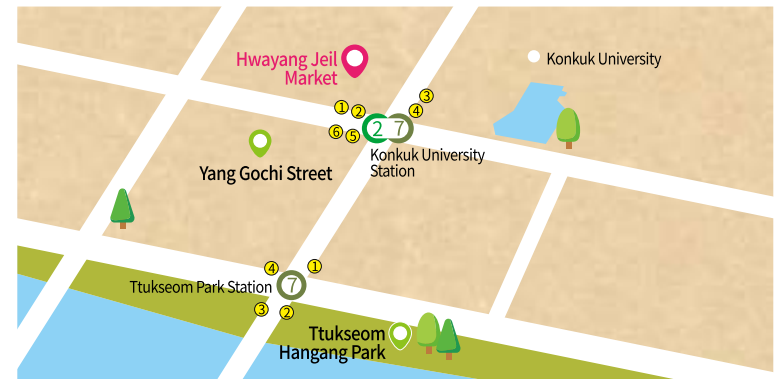 Hwayang Jeil
Market
Konkuk University
③
① ②
④
2 7
⑥ ⑤
Konkuk University
Station
Yang Gochi Street
④ ①
Ttukseom Park Station
7
③ ②
Ttukseom
Hangang Park